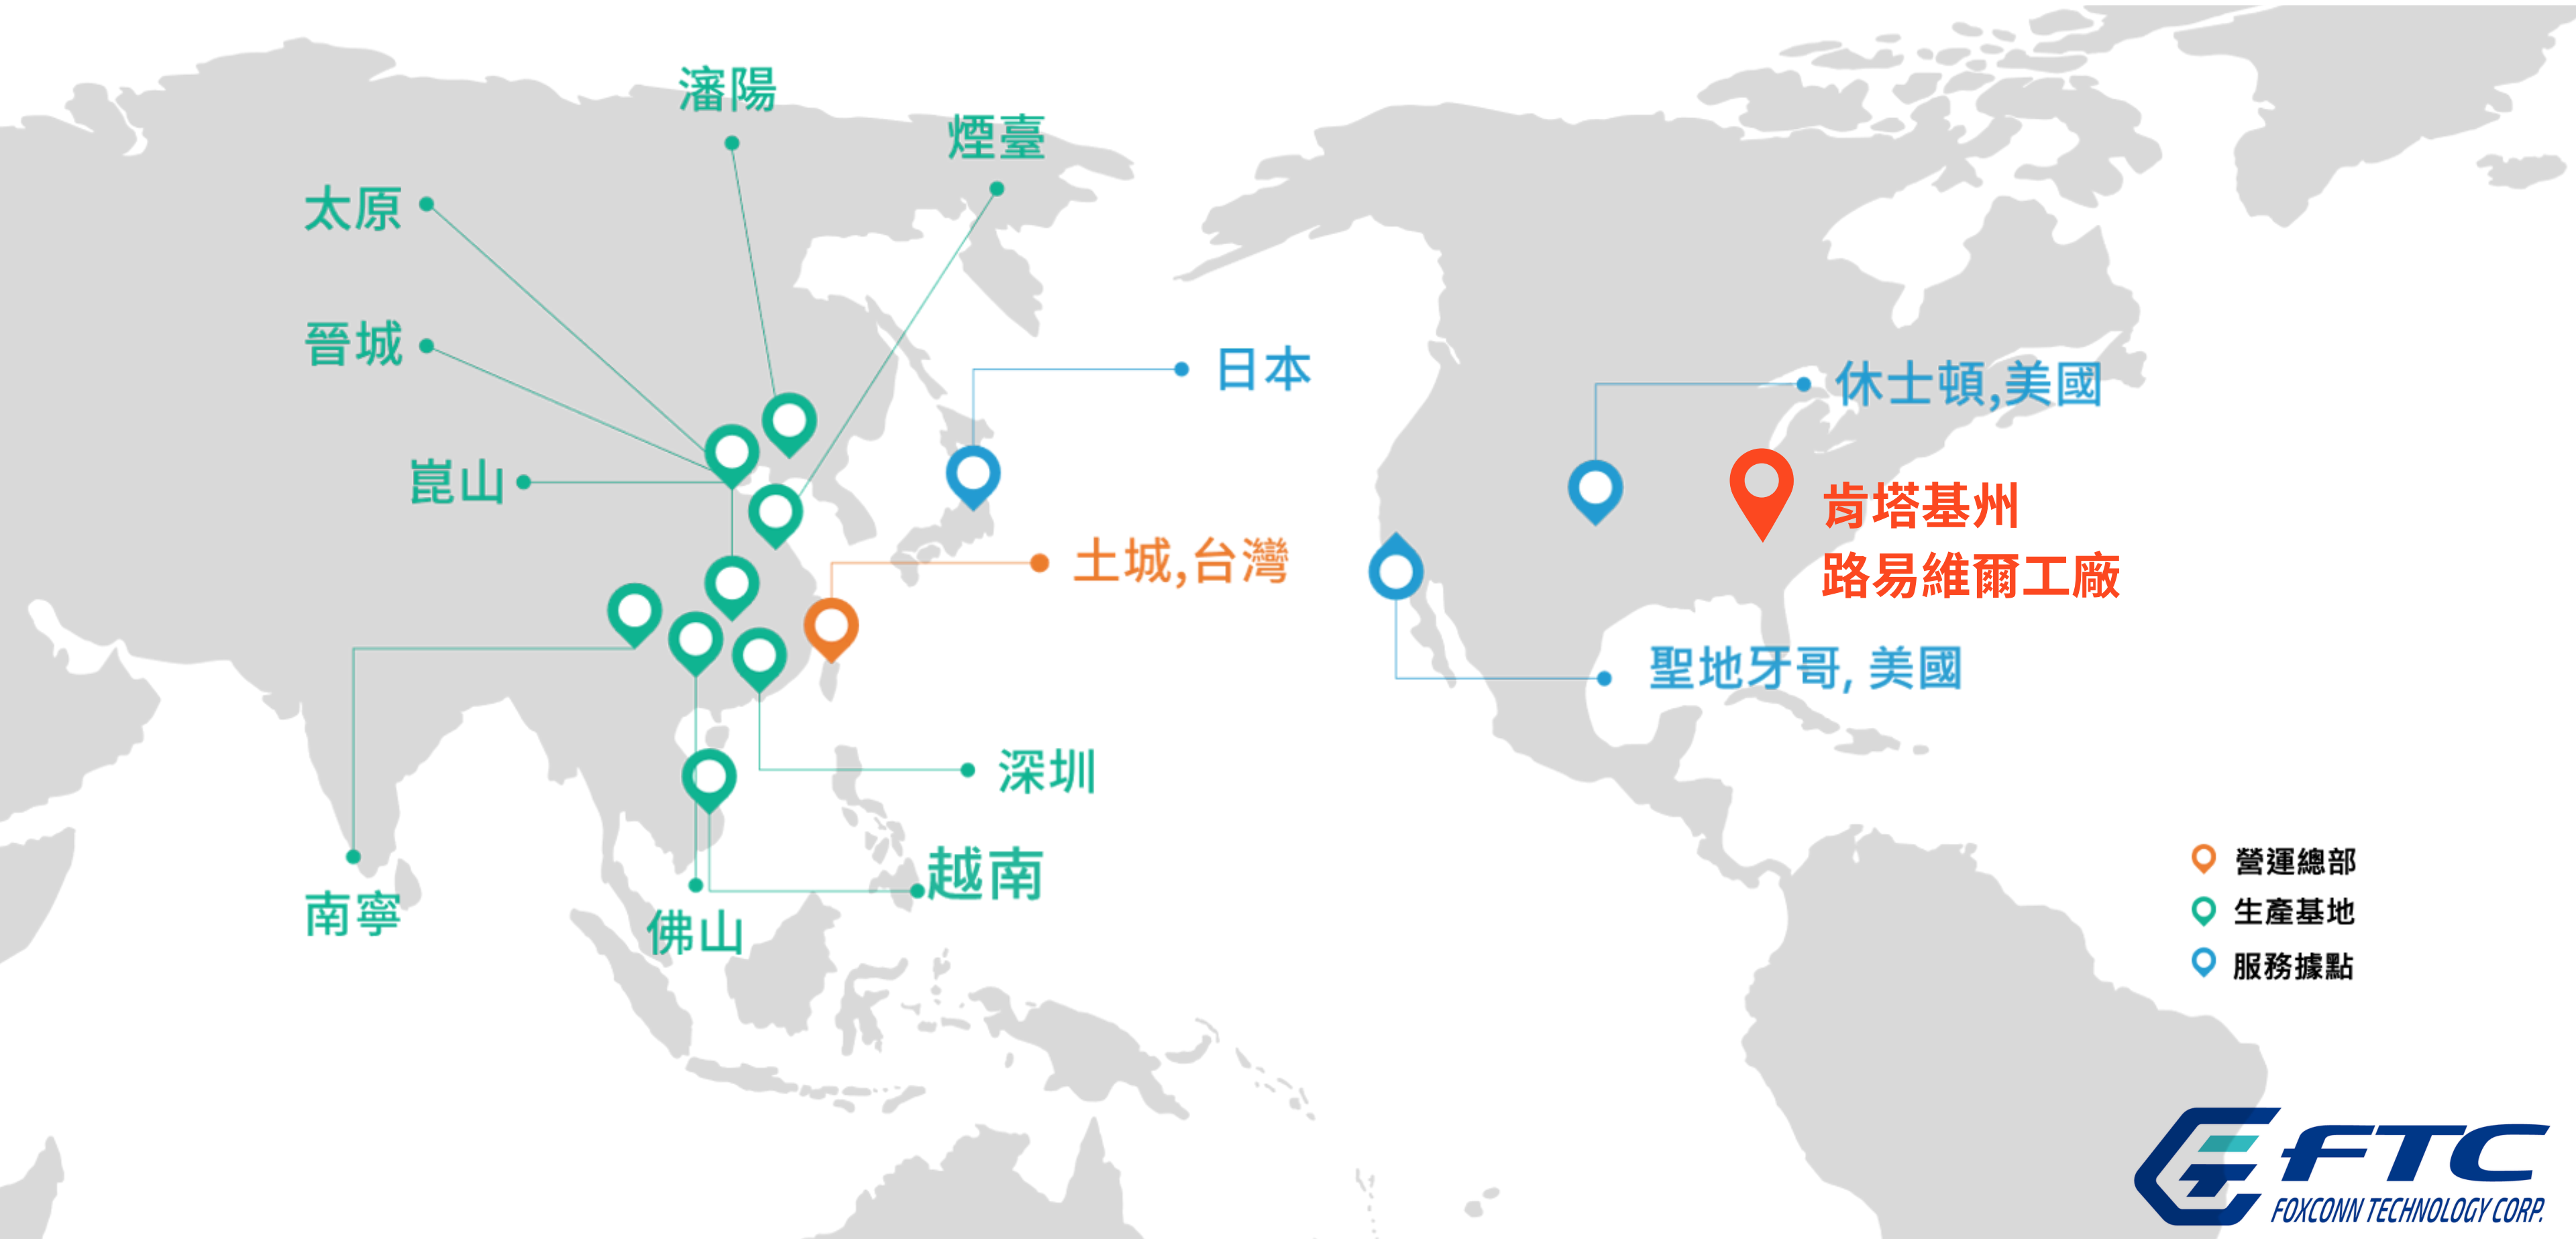 瀋陽
煙臺
太原
晉城
崑山
日本
休士頓,美國
肯塔基州
路易維爾工廠
土城,台灣
聖地牙哥, 美國
深圳
越南
南寧
佛山
營運總部
生產基地
服務據點
FTC
FOXCONN TECHNOLOGY CORP.